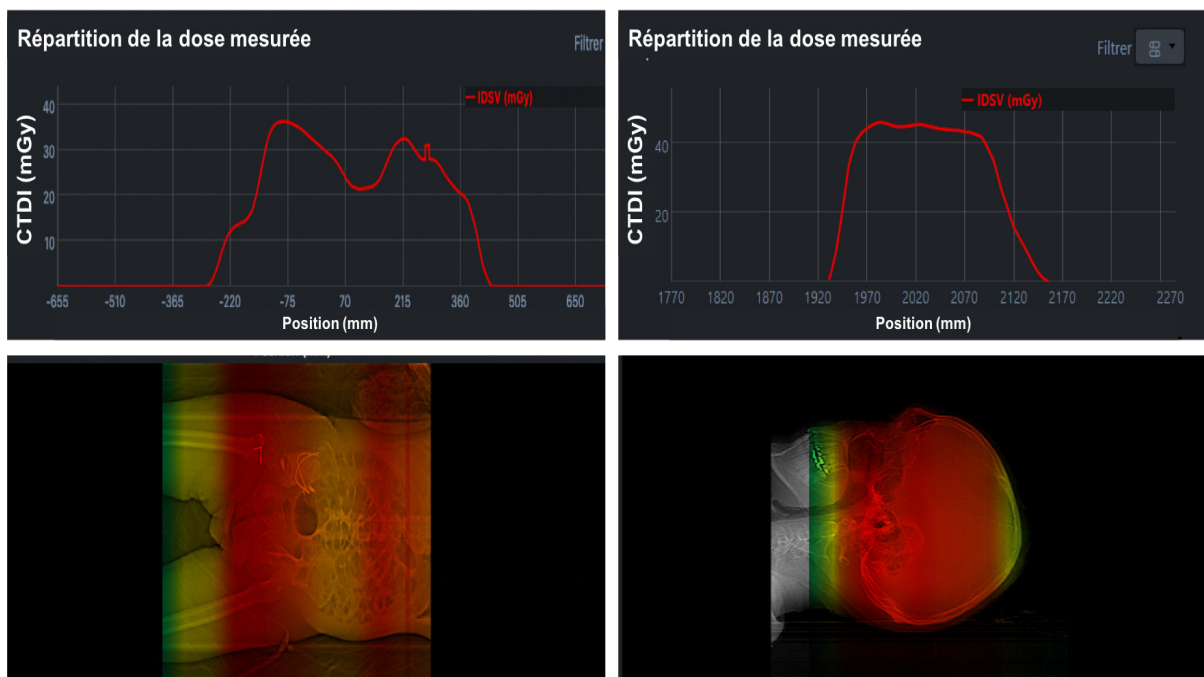 Répartition de la dose mesurée
Filtrer
IDSV (mGy)
CTDI (mGy)
40
30
20
10
-655 -510 -365 -220 -75 70 215 360 505 650
Position (mm)
Répartition de la dose mesurée
Filtrer
IDSV (mGy)
CTDI (mGy)
40
20
1770 1820 1870 1920 1970 2020 2070 2120 2170 2220 2270
Position (mm)